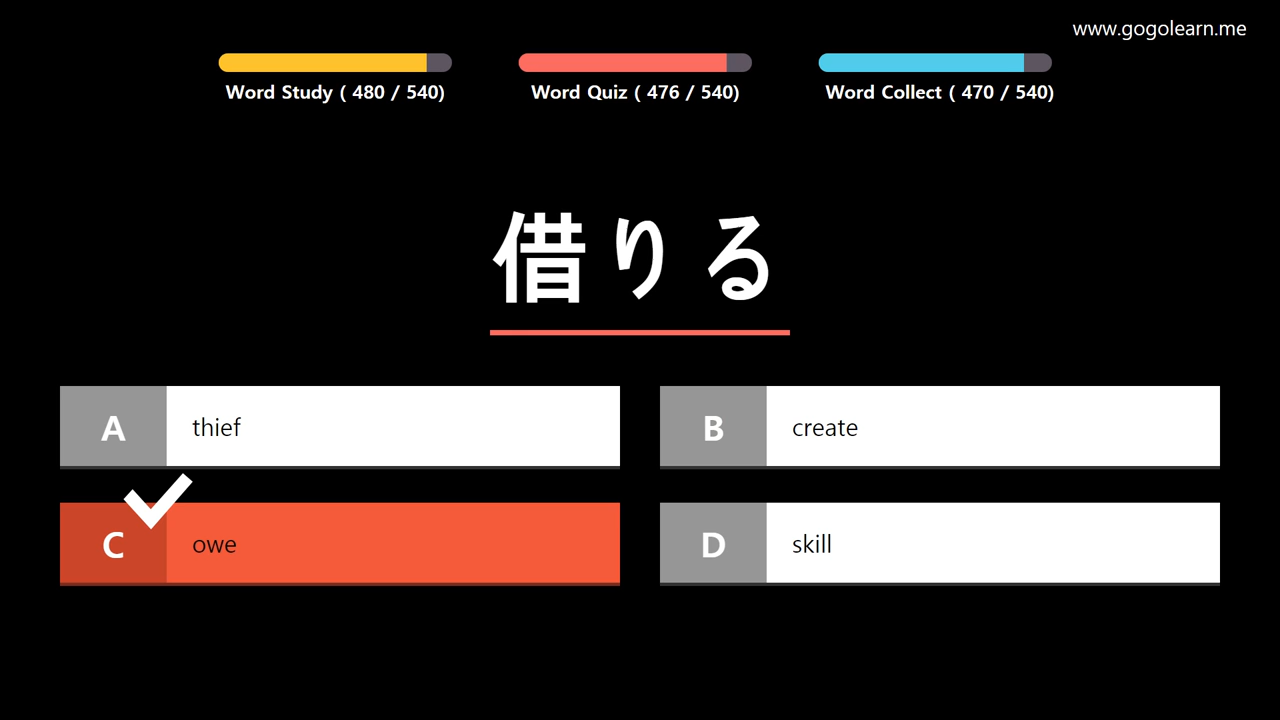 www.gogolearn.me
Word Study ( 480 / 540)
Word Quiz ( 476 / 540)
Word Collect ( 470 / 540)
借りる
A thief
B create
C owe
D skill